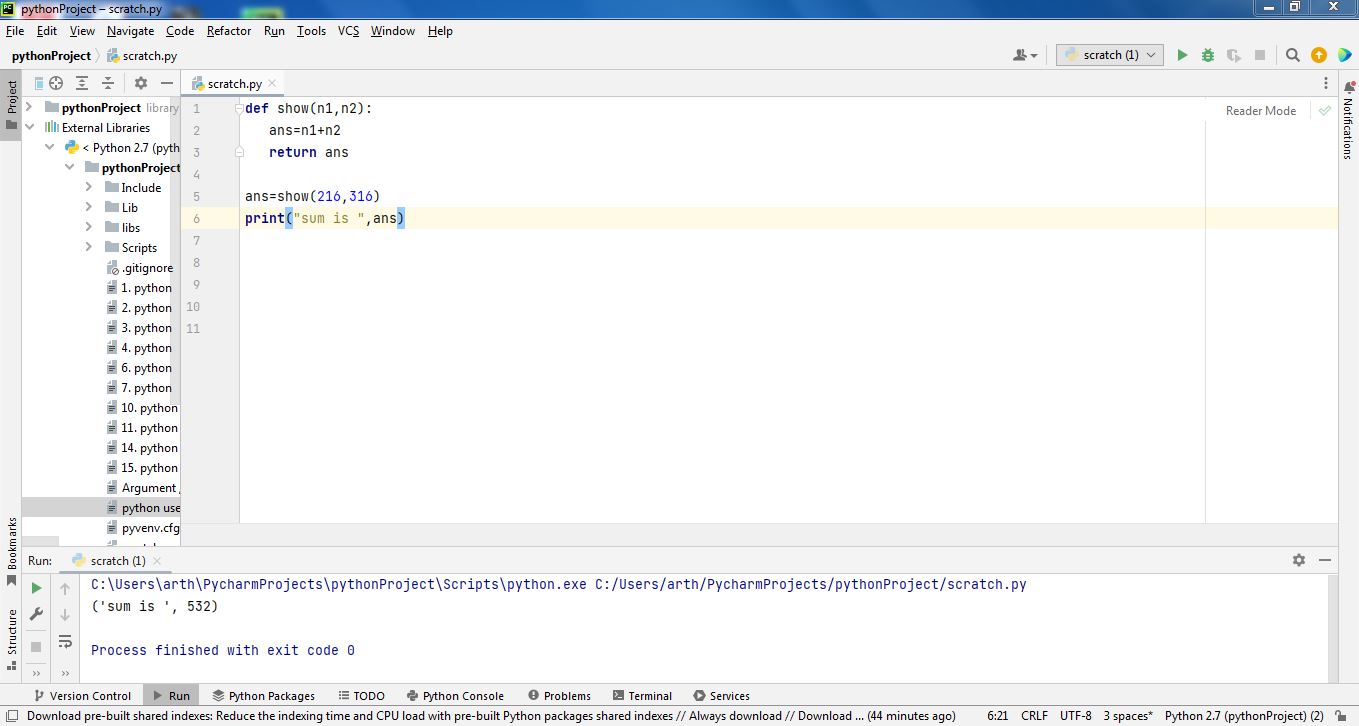 pythonProject – scratch.py
File Edit View Navigate Code Refactor Run Tools VCS Window Help
pythonProject scratch.py
scratch (1)
Project
scratch.py
pythonProject library
External Libraries
< Python 2.7 (pyth
pythonProject
Include
Lib
libs
Scripts
.gitignore
1. python
2. python
3. python
4. python
6. python
7. python
10. python
11. python
14. python
15. python
Argument
python use
pyvenv.cfg
1 def show(n1,n2):
2 ans=n1+n2
3 return ans
4
5 ans=show(216,316)
6 print("sum is ",ans)
7
8
9
10
11
Reader Mode
Notifications
Bookmarks
Structure
Run: scratch (1)
C:\Users\arth\PycharmProjects\pythonProject\Scripts\python.exe C:/Users/arth/PycharmProjects/pythonProject/scratch.py
('sum is ', 532)
Process finished with exit code 0
Version Control Run Python Packages TODO Python Console Problems Terminal Services
Download pre-built shared indexes: Reduce the indexing time and CPU load with pre-built Python packages shared indexes // Always download // Download ... (44 minutes ago) 6:21 CRLF UTF-8 3 spaces* Python 2.7 (pythonProject) (2)